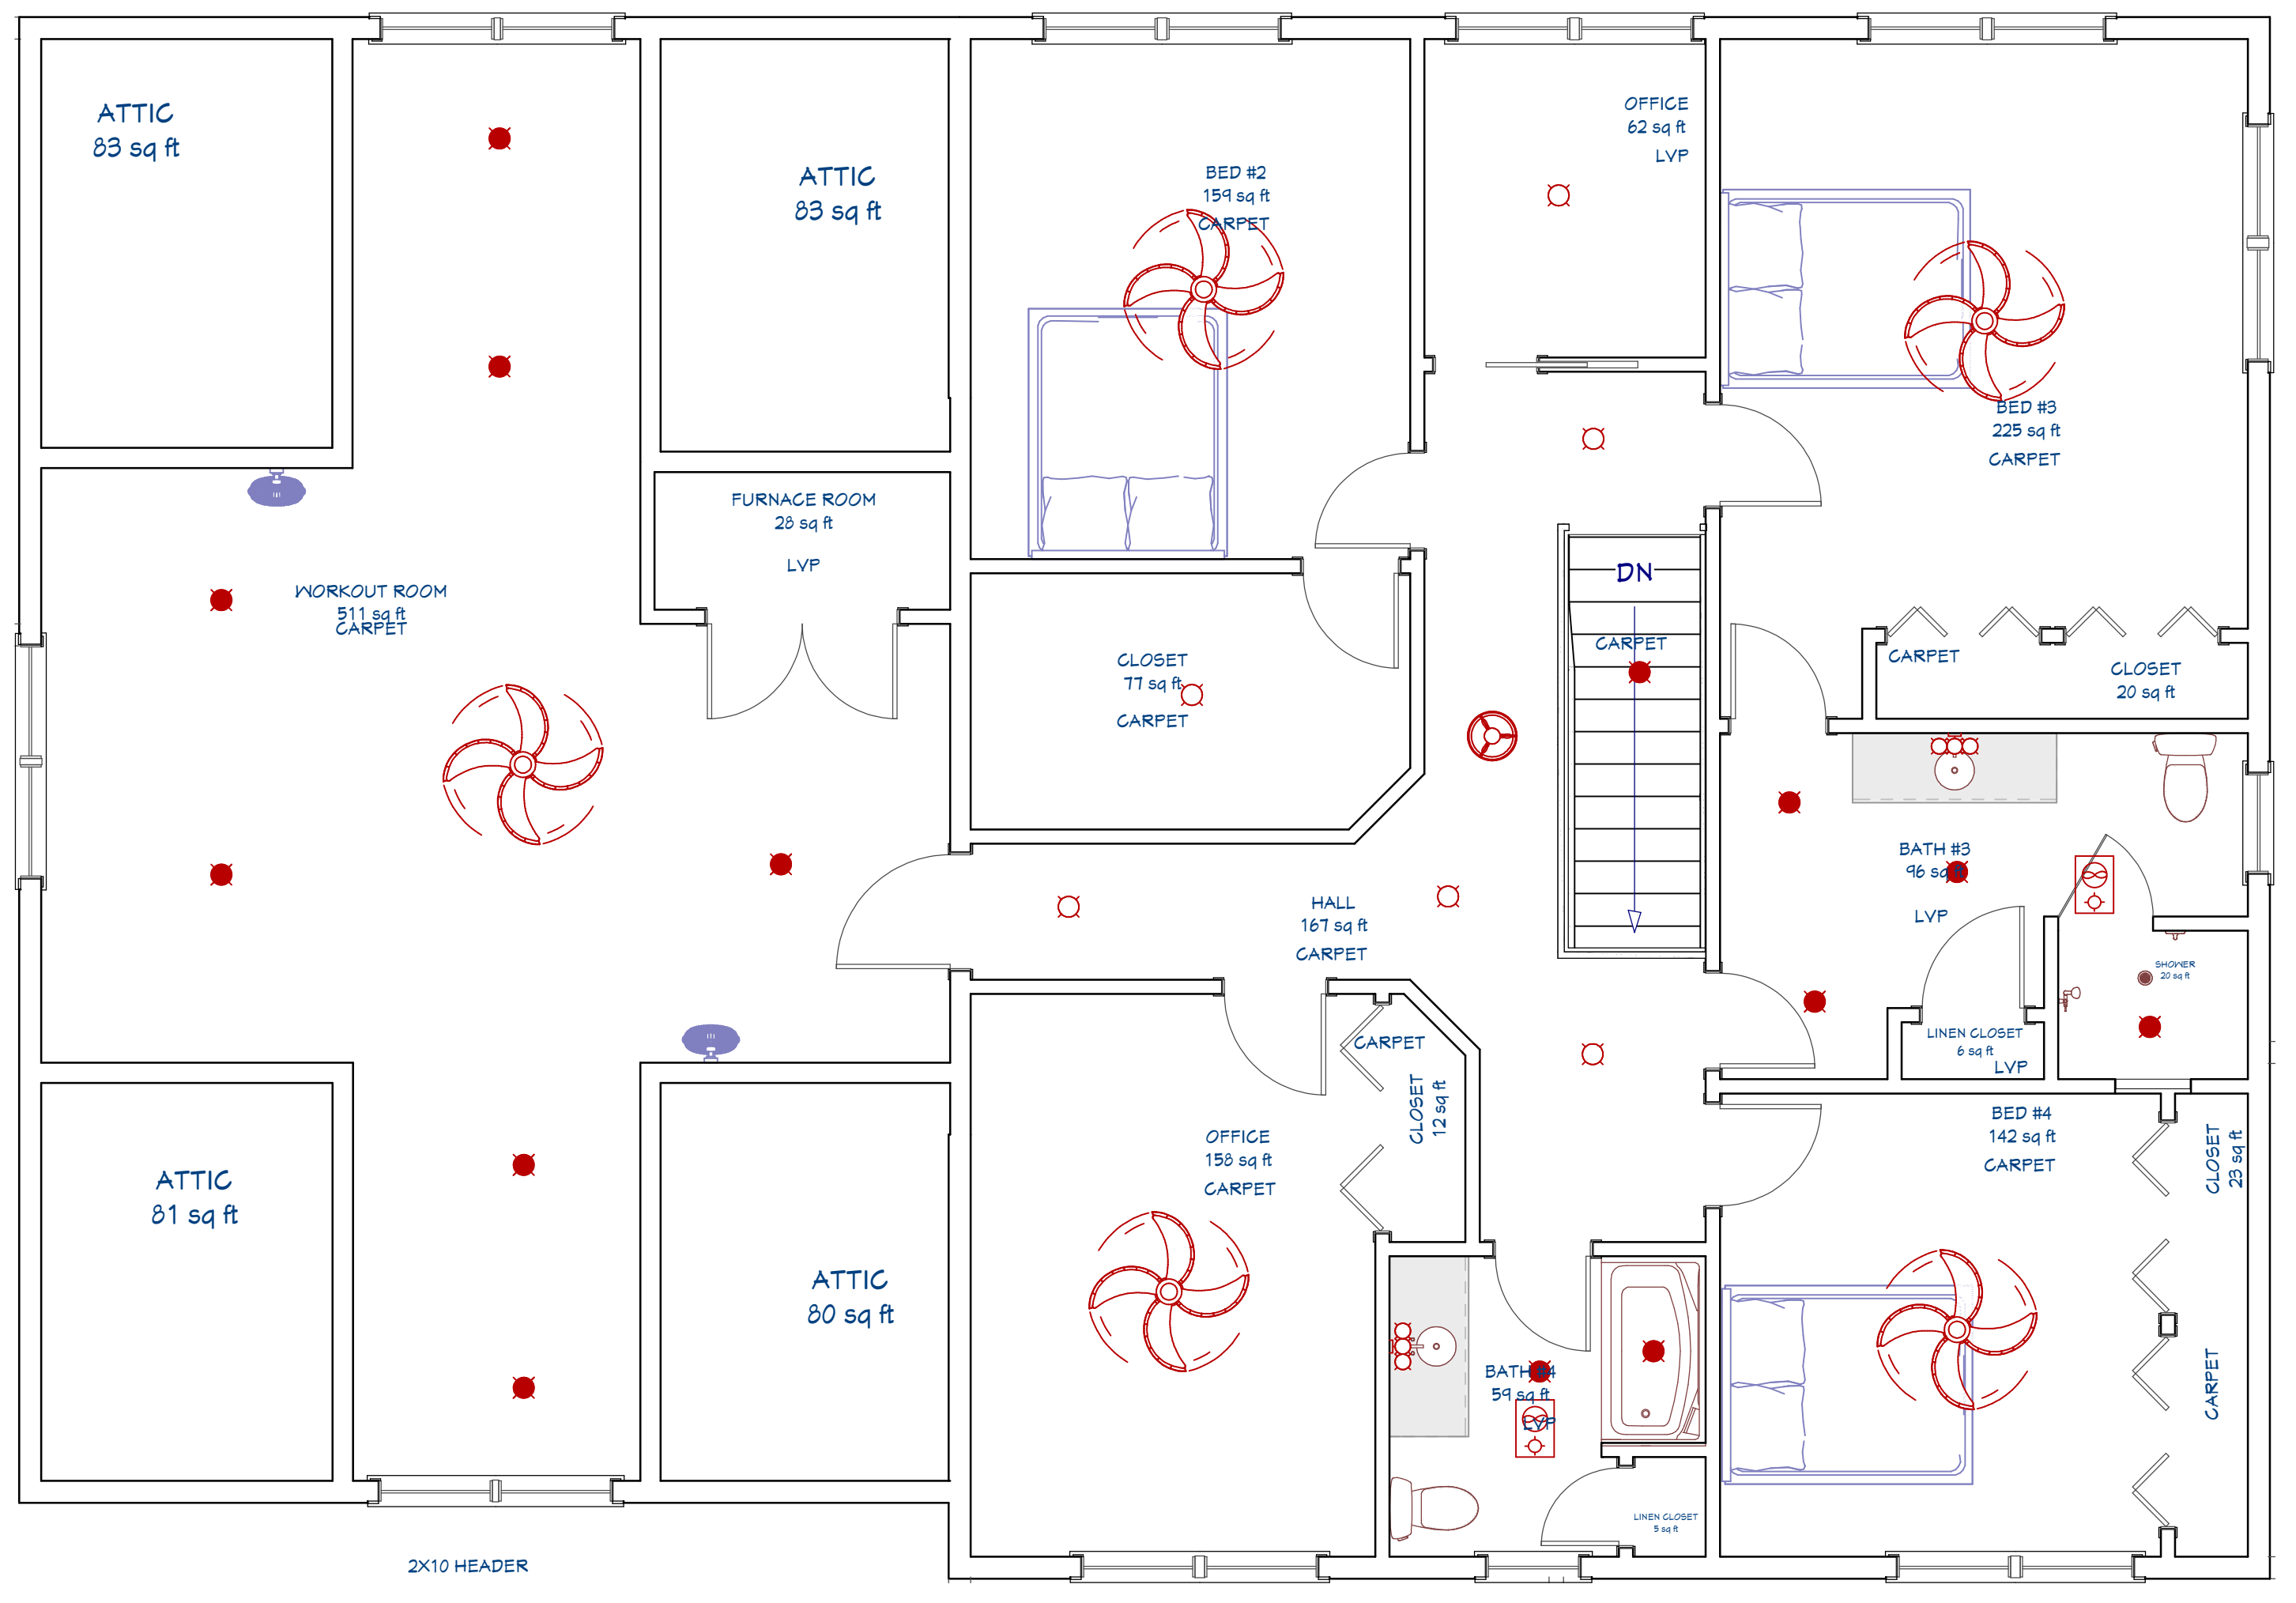 ATTIC
83 sq ft
ATTIC
83 sq ft
BED #2
159 sq ft
CARPET
OFFICE
62 sq ft
LVP
BED #3
225 sq ft
CARPET
FURNACE ROOM
28 sq ft
LVP
WORKOUT ROOM
511 sq ft
CARPET
DN
CARPET
CLOSET
77 sq ft
CARPET
CARPET
CLOSET
20 sq ft
BATH #3
96 sq ft
LVP
HALL
167 sq ft
CARPET
SHOWER
20 sq ft
LINEN CLOSET
6 sq ft
LVP
CARPET
CLOSET
12 sq ft
OFFICE
158 sq ft
CARPET
BED #4
142 sq ft
CARPET
CLOSET
23 sq ft
CARPET
ATTIC
81 sq ft
ATTIC
80 sq ft
BATH #4
59 sq ft
LVP
LINEN CLOSET
5 sq ft
2X10 HEADER